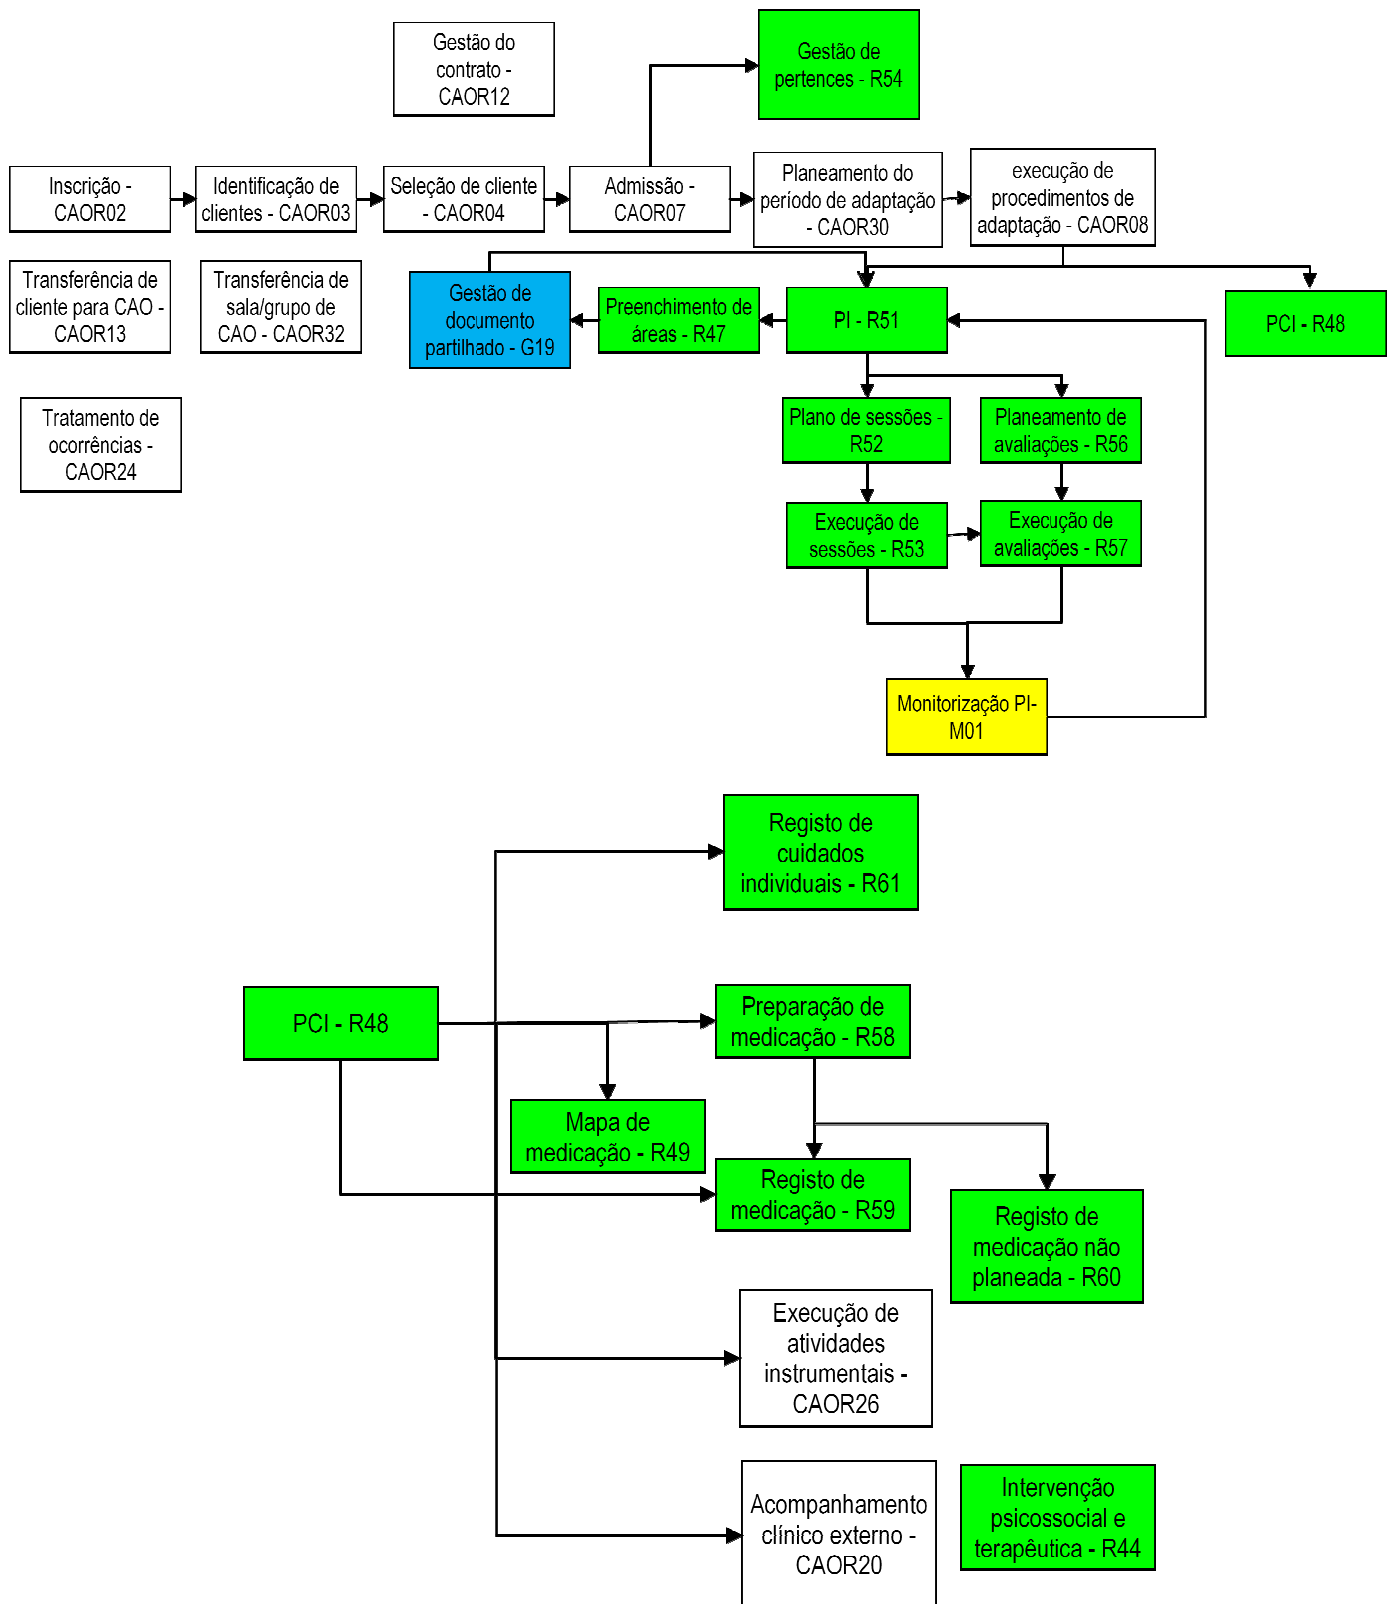 Gestão do
contrato -
CAOR12
Gestão de
pertences - R54
Inscrição -
CAOR02
Identificação de
clientes - CAOR03
Seleção de cliente
- CAOR04
Admissão -
CAOR07
Planeamento do
período de adaptação
- CAOR30
execução de
procedimentos de
adaptação - CAOR08
Transferência de
cliente para CAO -
CAOR13
Transferência de
sala/grupo de
CAO - CAOR32
Gestão de
documento
partilhado - G19
Preenchimento de
áreas - R47
PI - R51
PCI - R48
Tratamento de
ocorrências -
CAOR24
Plano de sessões -
R52
Planeamento de
avaliações - R56
Execução de
sessões - R53
Execução de
avaliações - R57
Monitorização PI-
M01
Registo de
cuidados
individuais - R61
PCI - R48
Preparação de
medicação - R58
Mapa de
medicação - R49
Registo de
medicação - R59
Registo de
medicação não
planeada - R60
Execução de
atividades
instrumentais -
CAOR26
Acompanhamento
clínico externo -
CAOR20
Intervenção
psicossocial e
terapêutica - R44